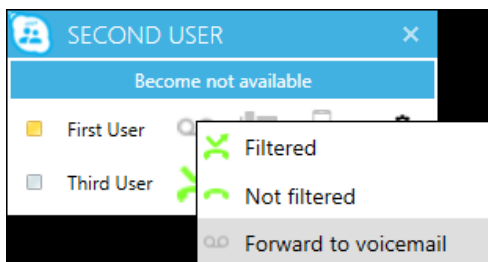 SECOND USER
Become not available
First User
Filtered
Third User
Not filtered
Forward to voicemail